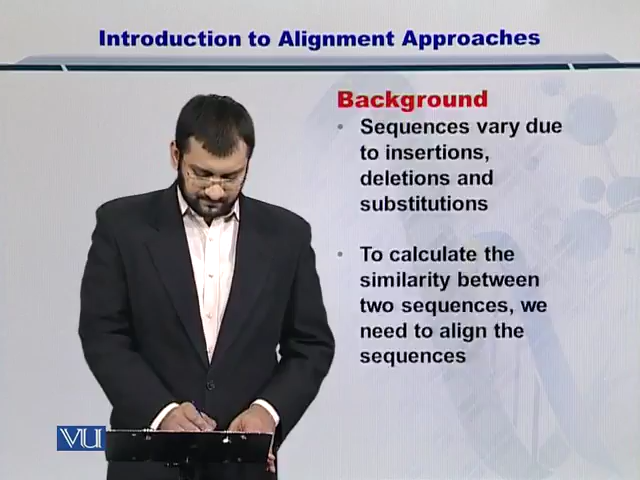 Introduction to Alignment Approaches
Background
• Sequences vary due
to insertions,
deletions and
substitutions
• To calculate the
similarity between
two sequences, we
need to align the
sequences
VU